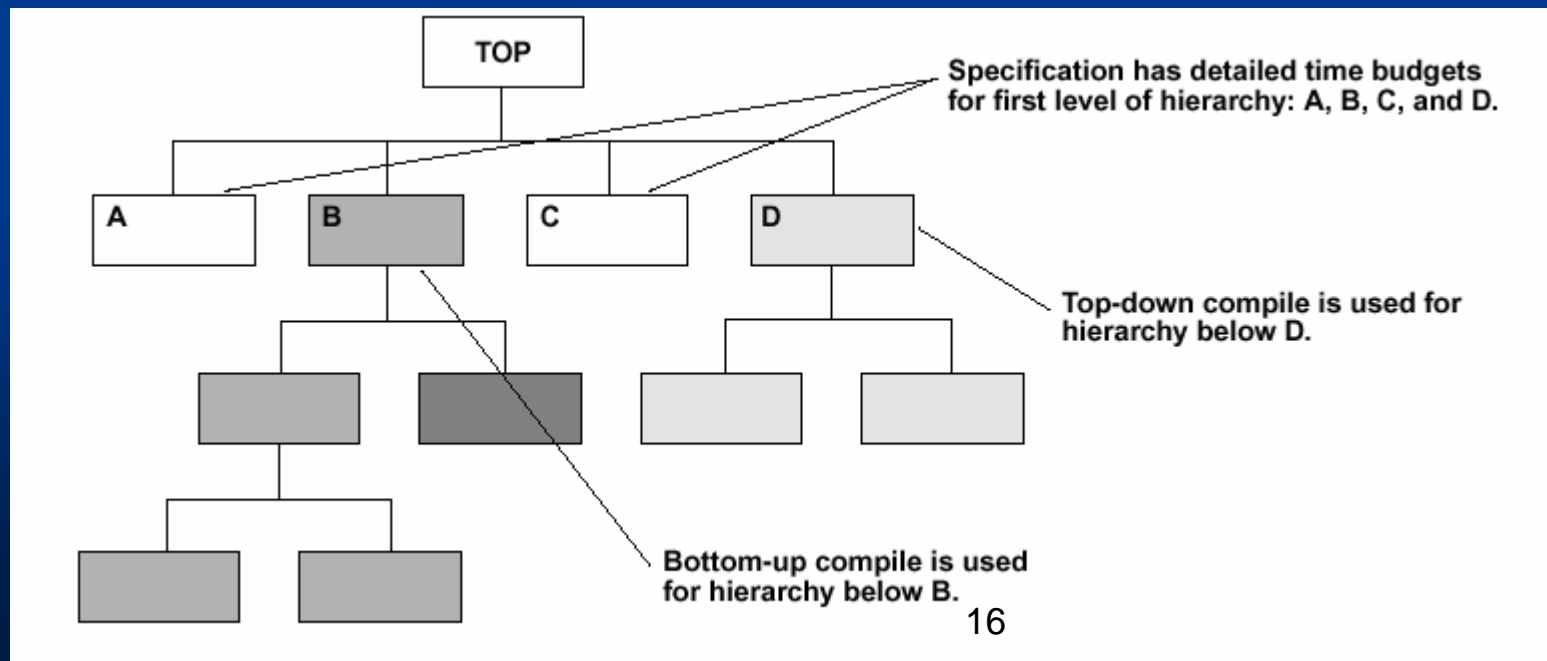 TOP
Specification has detailed time budgets
for first level of hierarchy: A, B, C, and D.
A
B
C
D
Top-down compile is used for
hierarchy below D.
Bottom-up compile is used
for hierarchy below B.
16